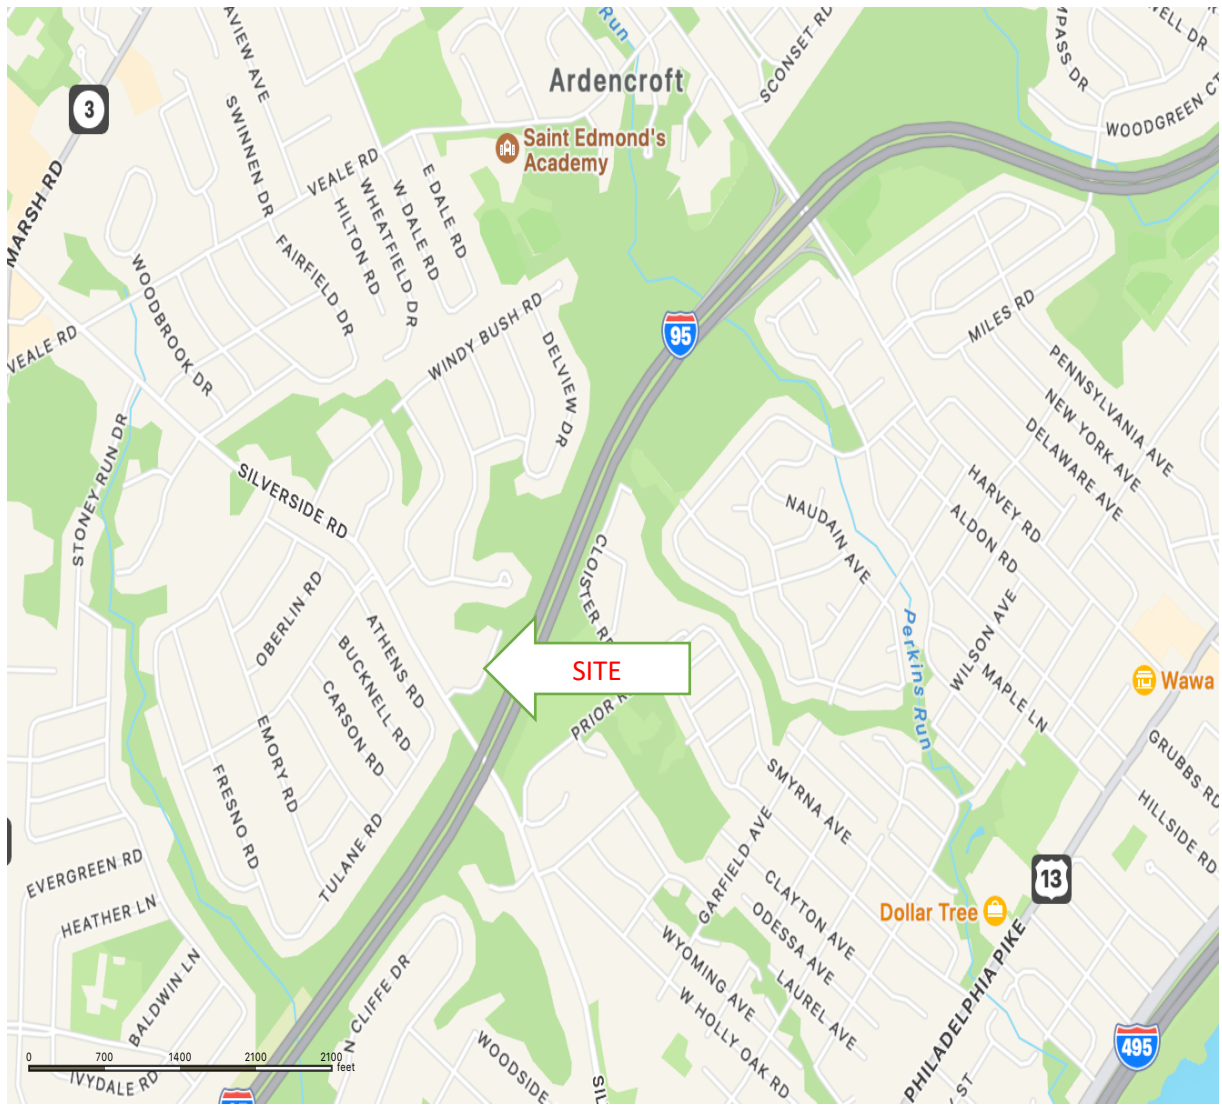 Run
Ardencroft
SCONSET RD
WOODGREEN CT
3
Saint Edmond's
Academy
MARSH RD
SWINNEN DR
VEALE RD
HILTON RD
WHEATFIELD DR
W DALE RD
E DALE RD
FAIRFIELD DR
WOODBROOK DR
VEALE RD
WINDY BUSH RD
DELVIEW DR
95
MILES RD
PENNSYLVANIA AVE
NEW YORK AVE
DELAWARE AVE
HARVEY RD
ALDON RD
NAUDAIN AVE
STONEY RUN DR
SILVERSIDE RD
OBERLIN RD
ATHENS RD
BUCKNELL RD
CARSON RD
EMORY RD
FRESNO RD
TULANE RD
SITE
Perkins Run
WILSON AVE
MAPLE LN
Wawa
GRUBBS RD
HILLSIDE RD
SMYRNA AVE
GARFIELD AVE
CLAYTON AVE
ODESSA AVE
LAUREL AVE
WYOMING AVE
W HOLLY OAK RD
Dollar Tree
13
PHILADELPHIA PIKE
495
EVERGREEN RD
HEATHER LN
BALDWIN LN
IVYDALE RD
N CLIFFE DR
WOODSIDE
0 700 1400 2100 2100
feet